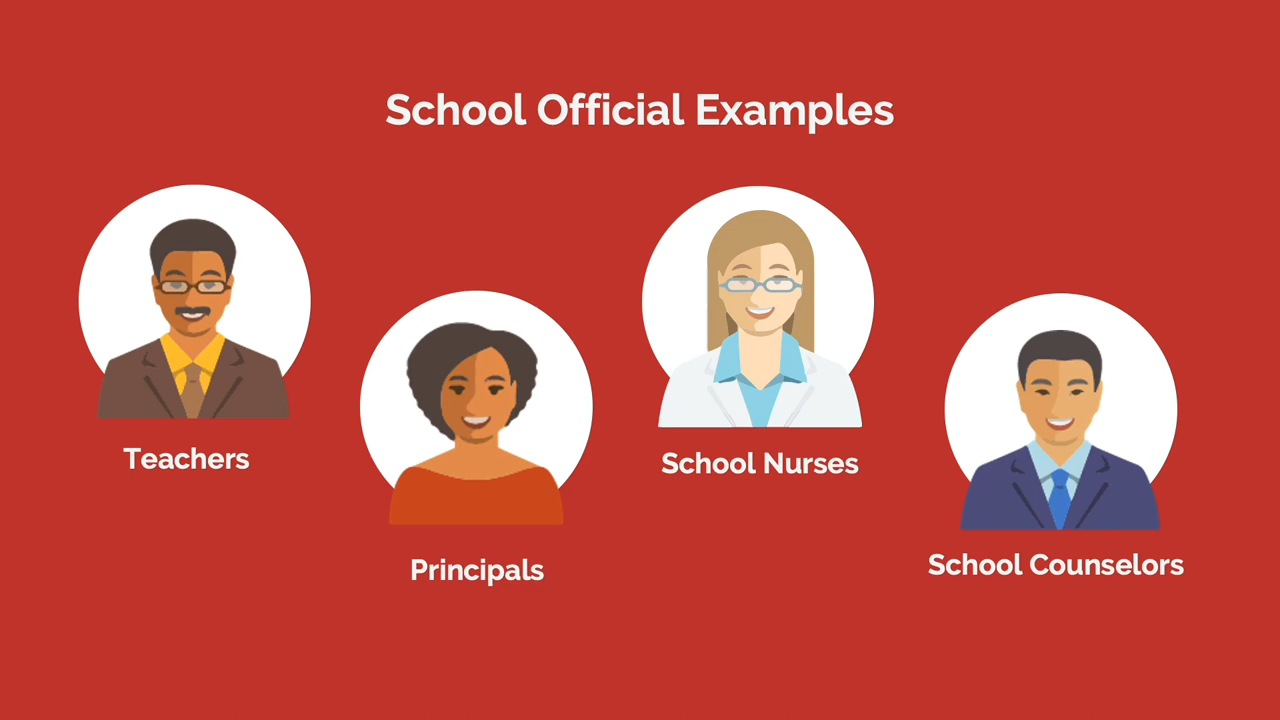 School Official Examples
Teachers
Principals
School Nurses
School Counselors